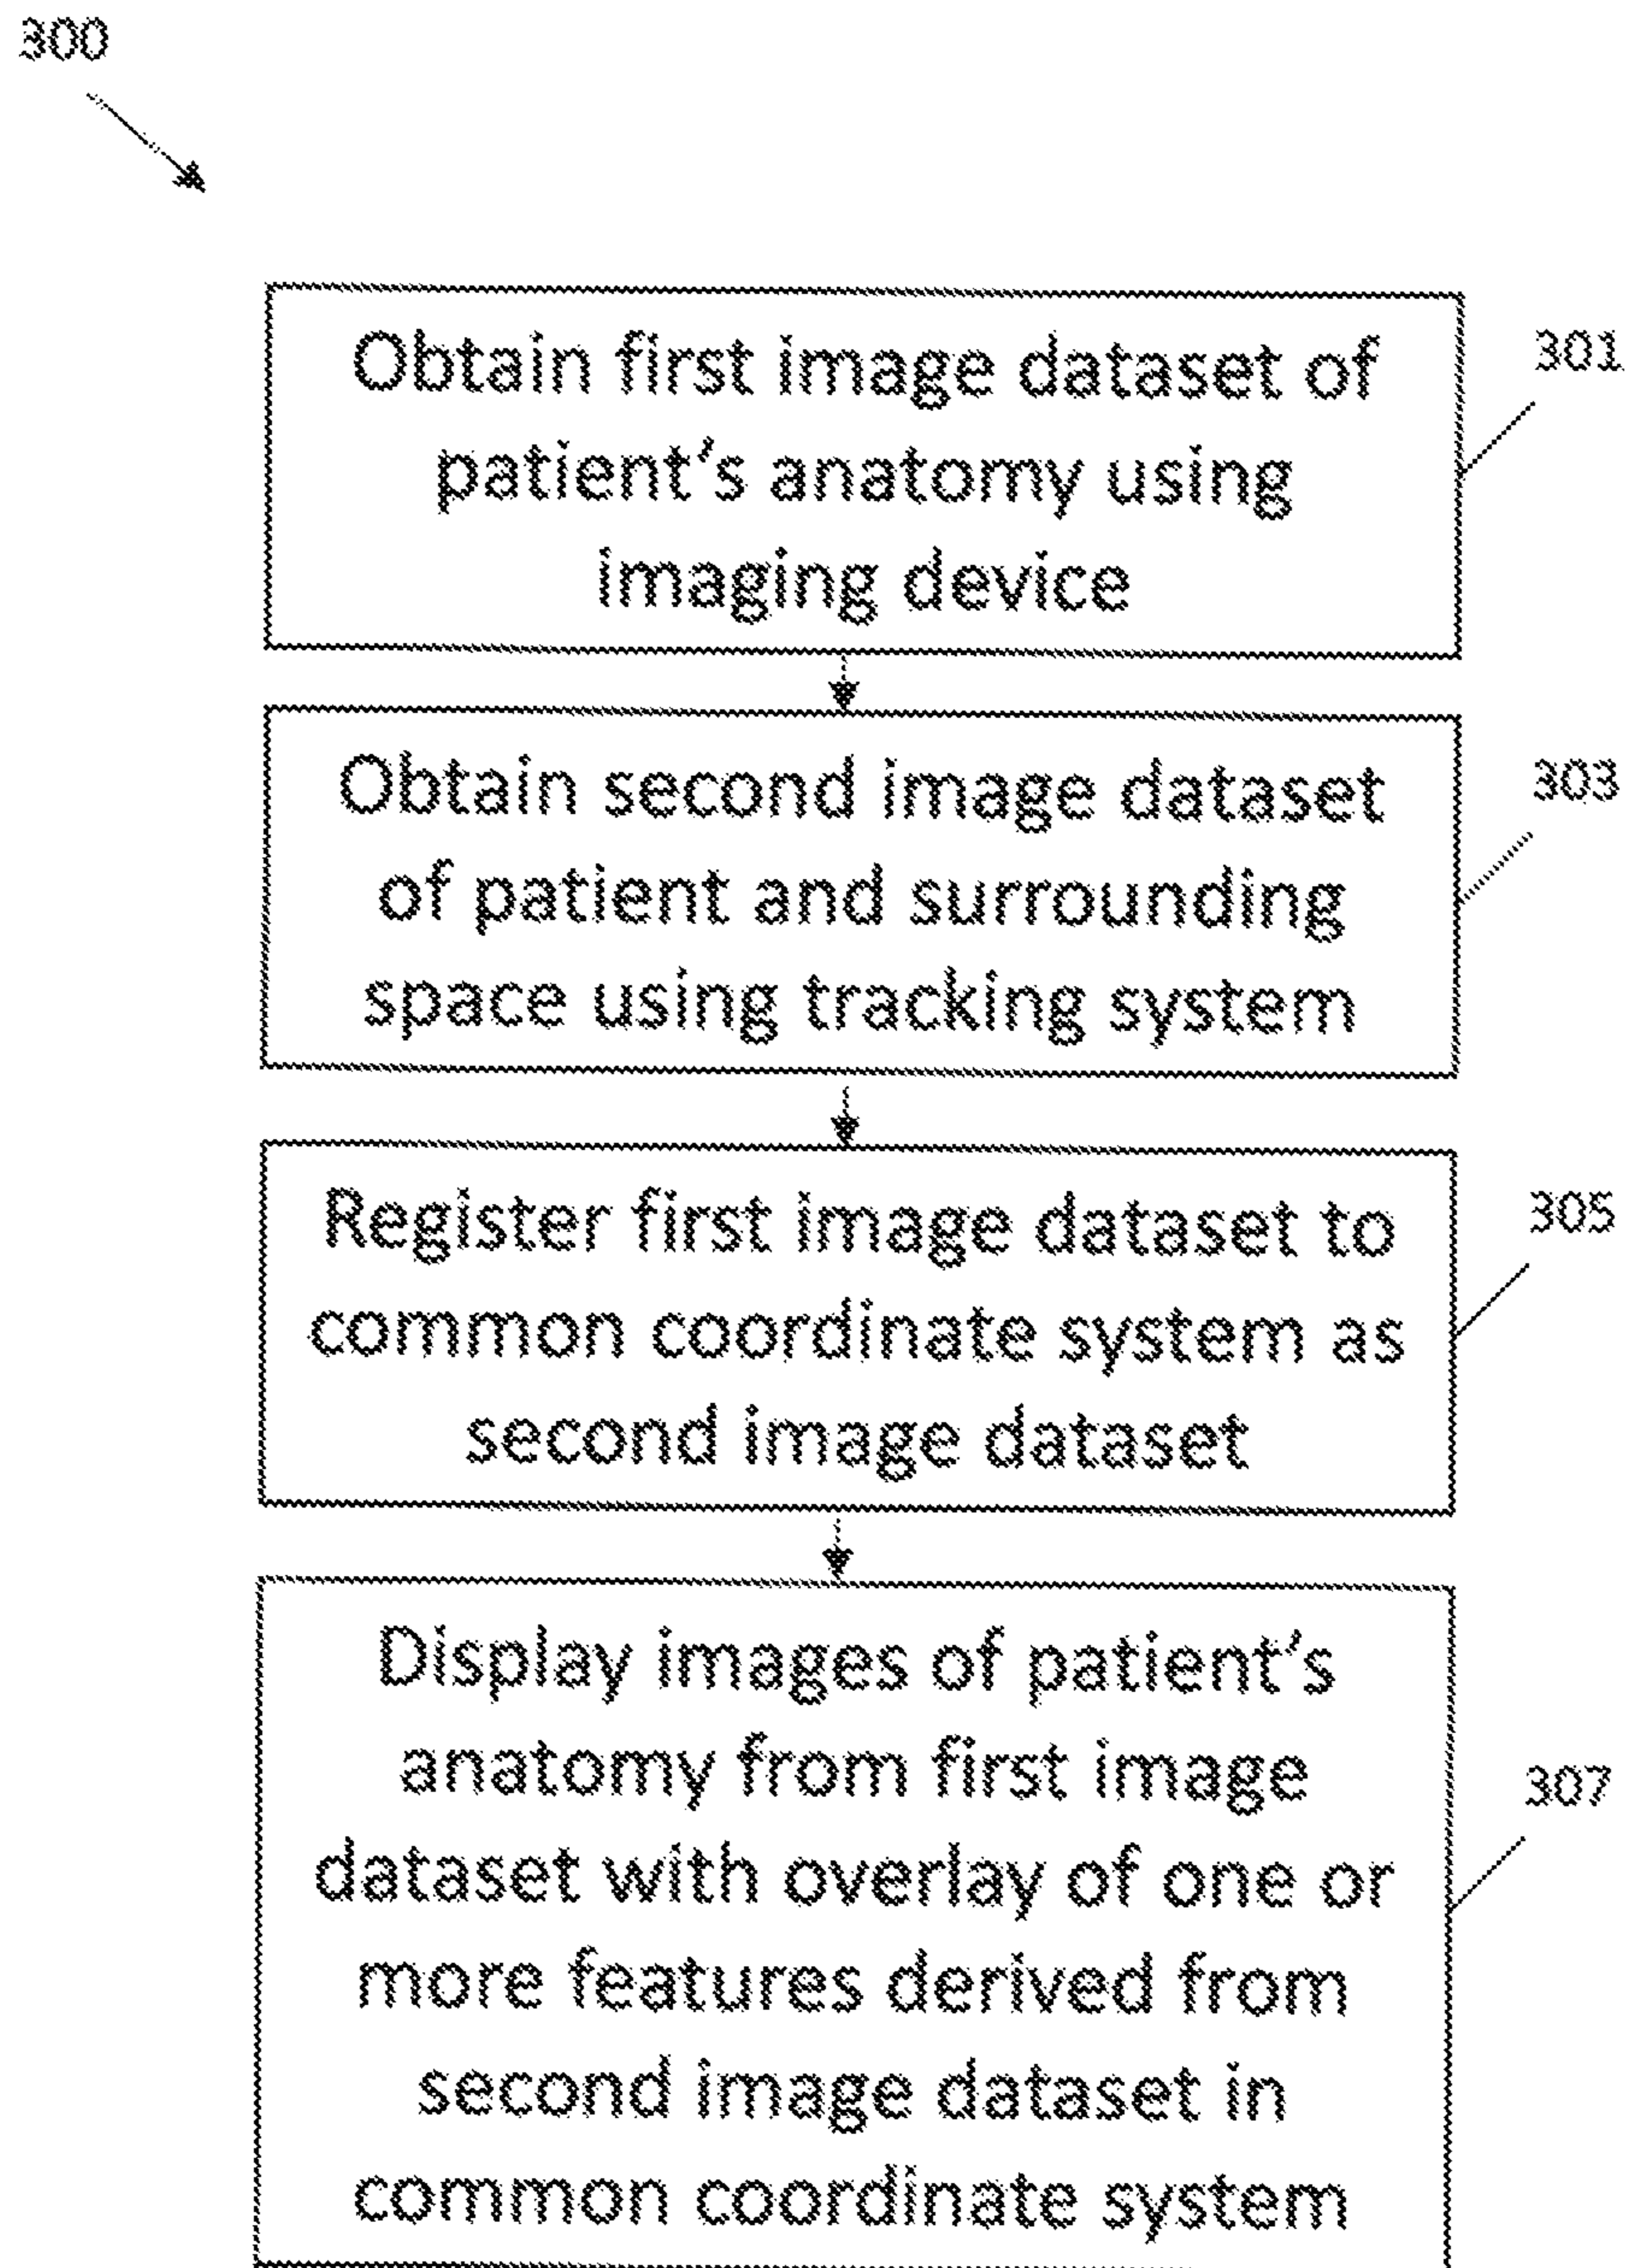 300
Obtain first image dataset of
patient's anatomy using
imaging device
301
Obtain second image dataset
of patient and surrounding
space using tracking system
303
Register first image dataset to
common coordinate system as
second image dataset
305
Display images of patient's
anatomy from first image
dataset with overlay of one or
more features derived from
second image dataset in
common coordinate system
307